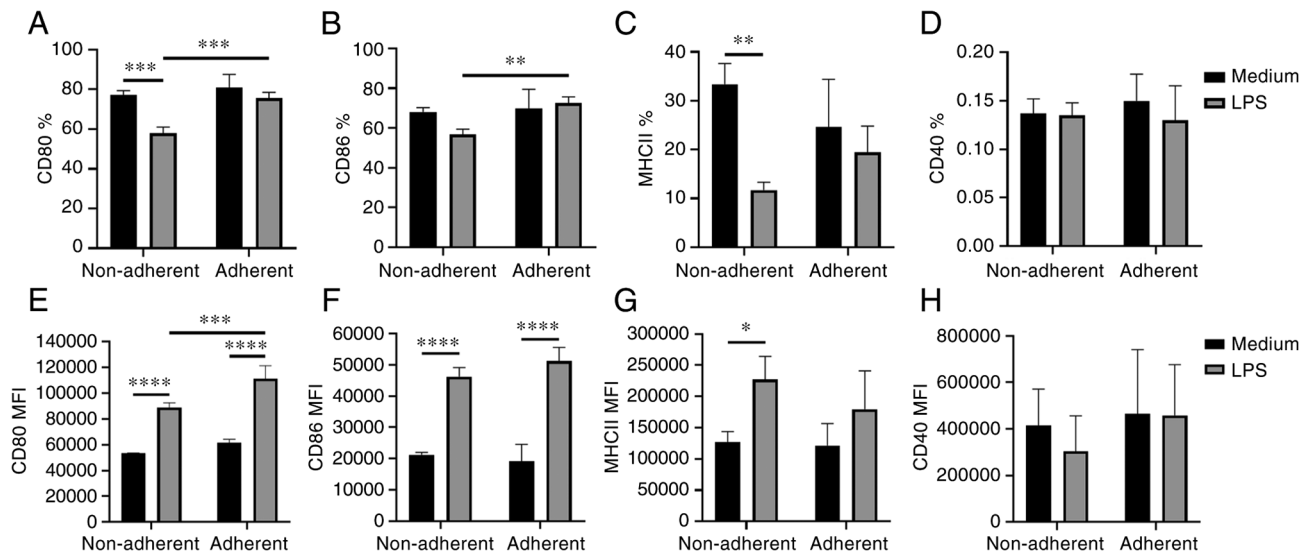 A
CD80 %
100
80
60
40
20
0
***
***
Non-adherent Adherent
B
CD86 %
100
80
60
40
20
0
**
Non-adherent Adherent
C
MHCII %
40
30
20
10
0
**
Non-adherent Adherent
D
CD40 %
0.20
0.15
0.10
0.05
0.00
Non-adherent Adherent
Medium
LPS
E
CD80 MFI
140000
120000
100000
80000
60000
40000
20000
0
***
****
****
Non-adherent Adherent
F
CD86 MFI
60000
50000
40000
30000
20000
10000
0
****
****
Non-adherent Adherent
G
MHCII MFI
300000
250000
200000
150000
100000
50000
0
*
Non-adherent Adherent
H
CD40 MFI
800000
600000
400000
200000
0
Non-adherent Adherent
Medium
LPS